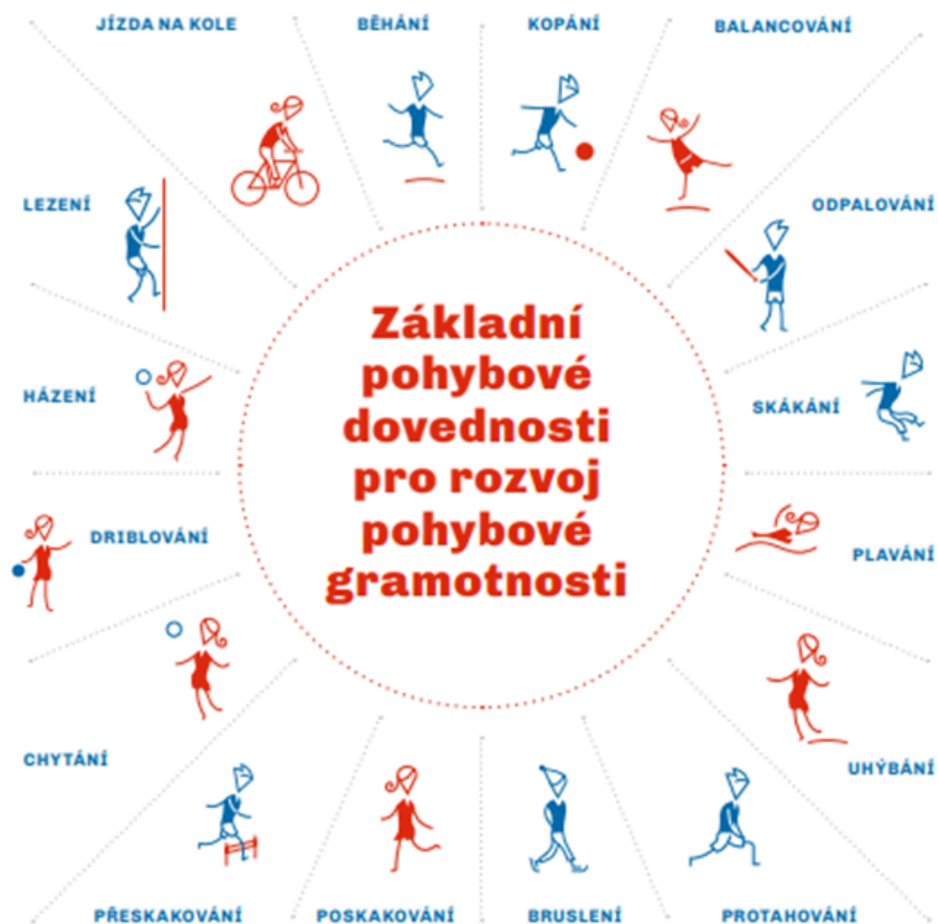 JÍZDA NA KOLE
BĚHÁNÍ
KOPÁNÍ
BALANCOVÁNÍ
LEZENÍ
ODPALOVÁNÍ
HÁZENÍ
SKÁKÁNÍ
Základní
pohybové
dovednosti
pro rozvoj
pohybové
gramotnosti
DRIBLOVÁNÍ
PLAVÁNÍ
CHYTÁNÍ
UHÝBÁNÍ
PŘESKAKOVÁNÍ
POSKAKOVÁNÍ
BRUSLENÍ
PROTAHOVÁNÍ